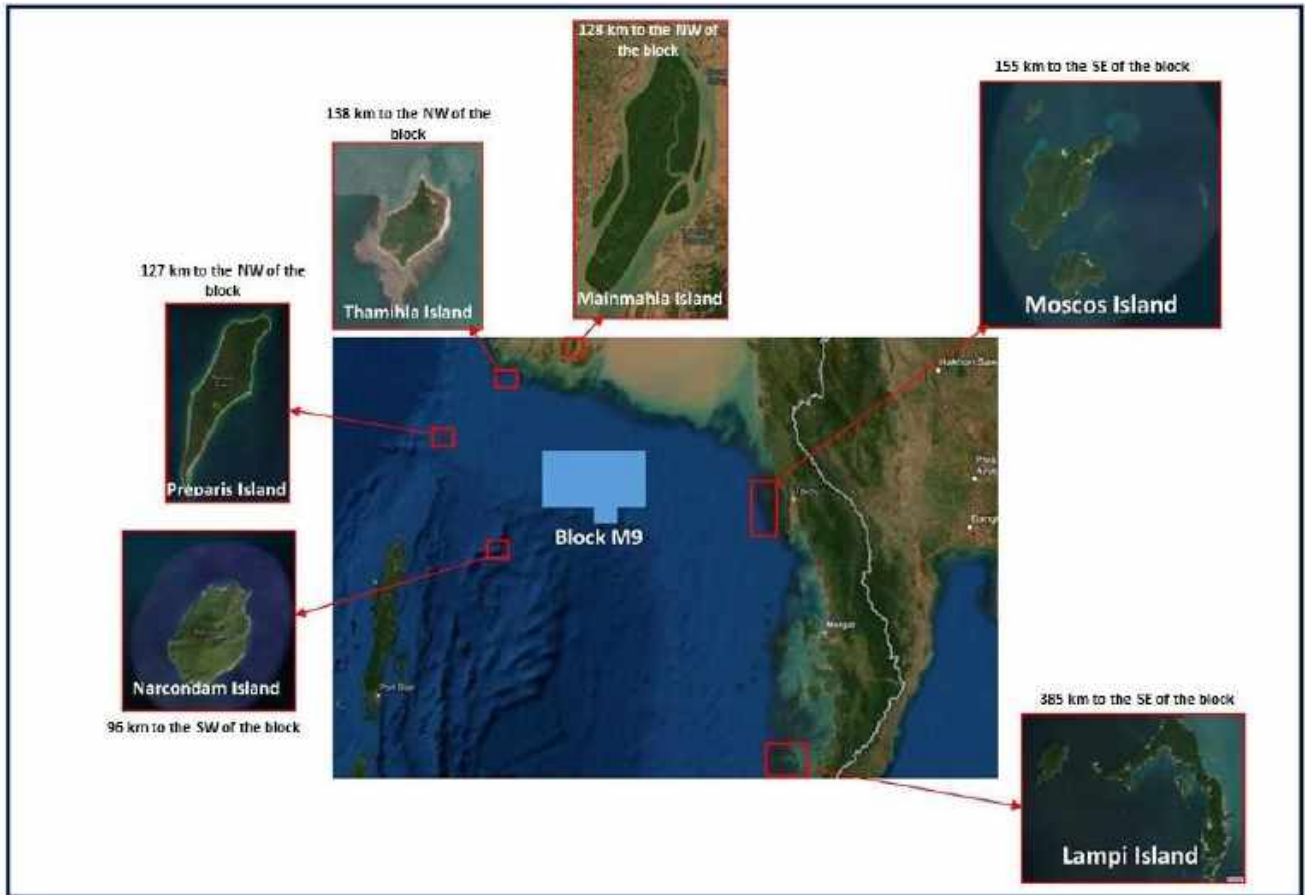 128 km to the NW of
the block
155 km to the SE of the block
138 km to the NW of the
block
Mainmahla Island
Thamihla Island
Moscos Island
127 km to the NW of the
block
Preparis Island
Block M9
Narcondam Island
96 km to the SW of the block
385 km to the SE of the block
Lampi Island